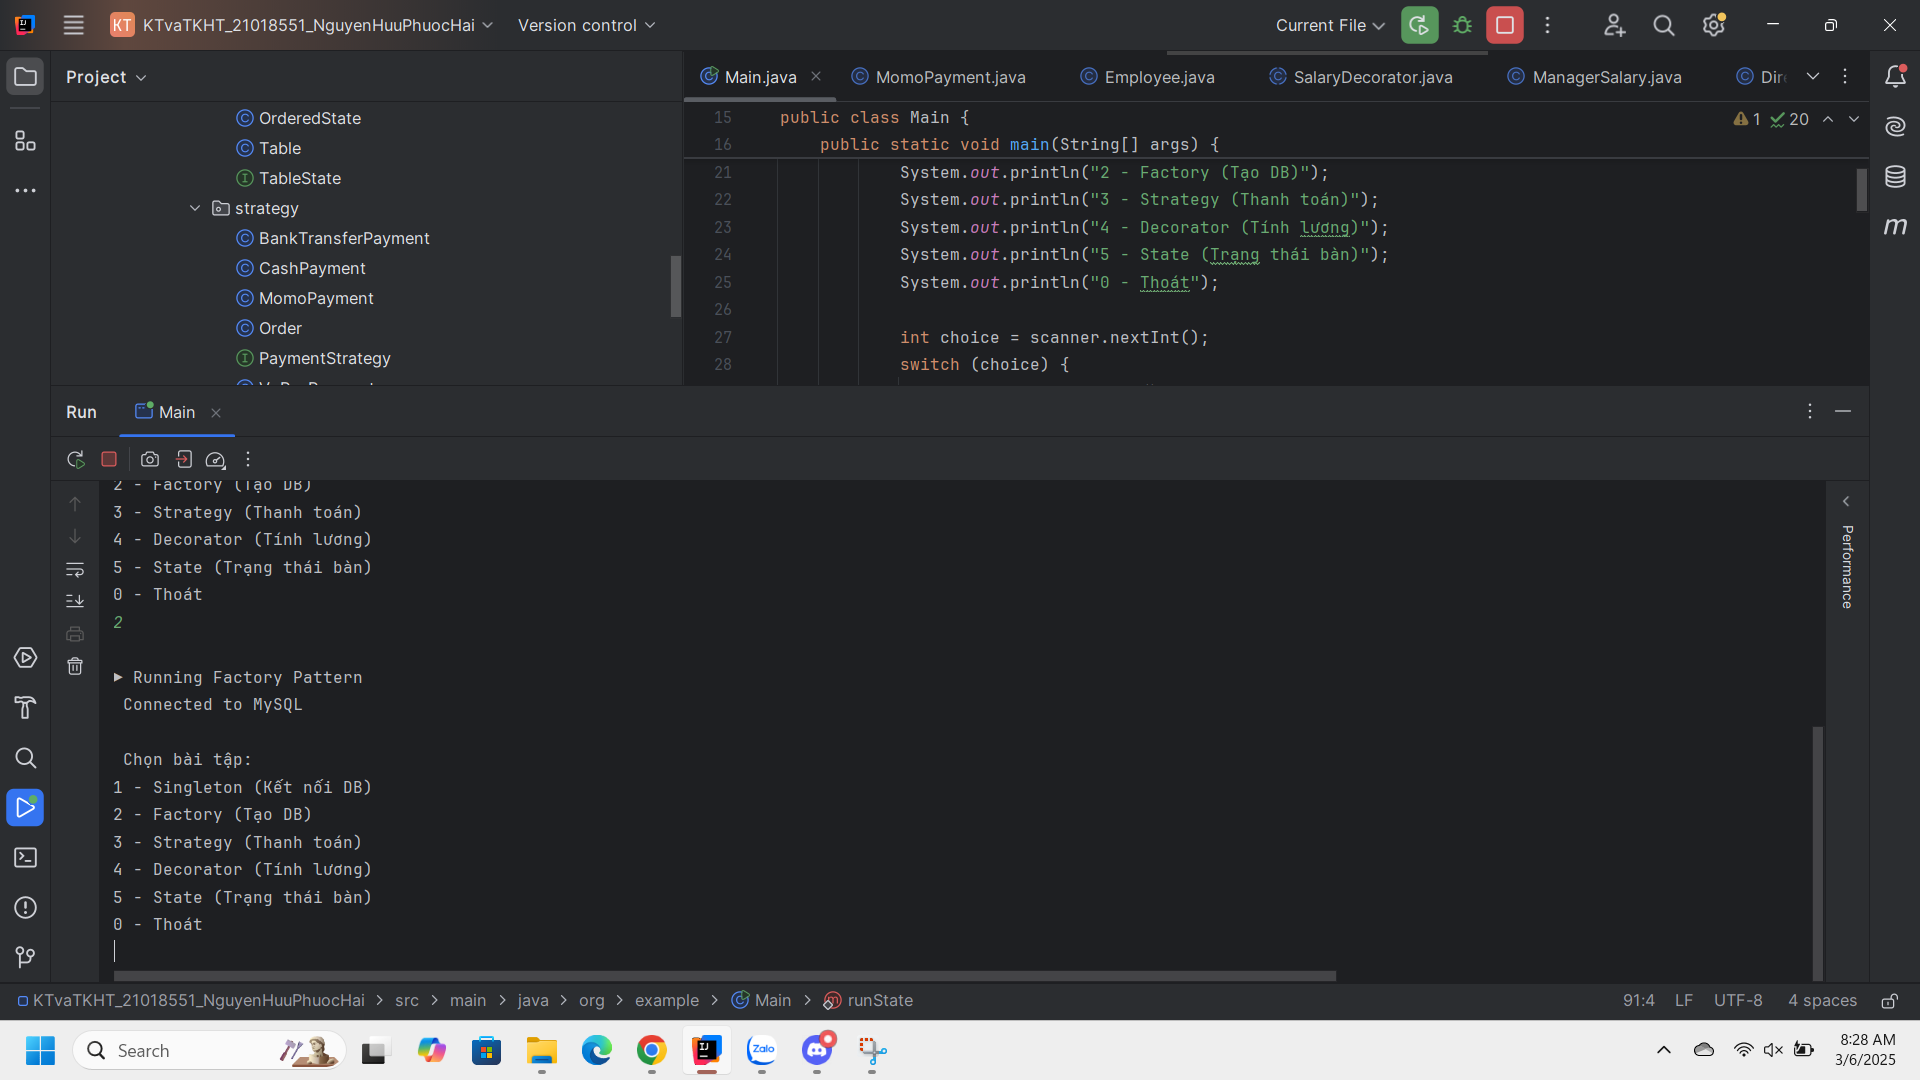 KT KTvaTKHT_21018551_NguyenHuuPhuocHai Version control Current File
Project
OrderedState
Table
TableState
strategy
BankTransferPayment
CashPayment
MomoPayment
Order
PaymentStrategy
Main.java MomoPayment.java Employee.java SalaryDecorator.java ManagerSalary.java Dir
1 20
15 public class Main {
16 public static void main(String[] args) {
21 System.out.println("2 - Factory (Tạo DB)");
22 System.out.println("3 - Strategy (Thanh toán)");
23 System.out.println("4 - Decorator (Tính lương)");
24 System.out.println("5 - State (Trạng thái bàn)");
25 System.out.println("0 - Thoát");
26
27 int choice = scanner.nextInt();
28 switch (choice) {
Run Main
2 - Factory (Tạo DB)
3 - Strategy (Thanh toán)
4 - Decorator (Tính lương)
5 - State (Trạng thái bàn)
0 - Thoát
2
▶ Running Factory Pattern
Connected to MySQL
Chọn bài tập:
1 - Singleton (Kết nối DB)
2 - Factory (Tạo DB)
3 - Strategy (Thanh toán)
4 - Decorator (Tính lương)
5 - State (Trạng thái bàn)
0 - Thoát
Performance
KTvaTKHT_21018551_NguyenHuuPhuocHai > src > main > java > org > example > Main > runState 91:4 LF UTF-8 4 spaces
Search
Zalo
8:28 AM
3/6/2025